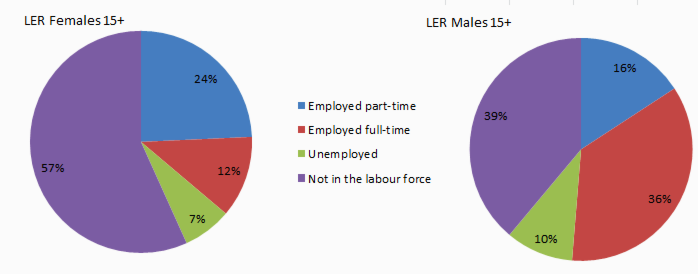 LER Females 15+
24%
12%
7%
57%
Employed part-time
Employed full-time
Unemployed
Not in the labour force
LER Males 15+
16%
36%
10%
39%